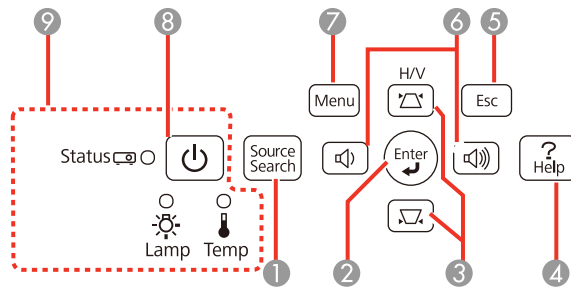 9 8 7 6 5
H/V
Menu Esc
Status Source Search Enter ? Help
Lamp Temp
1 2 3 4